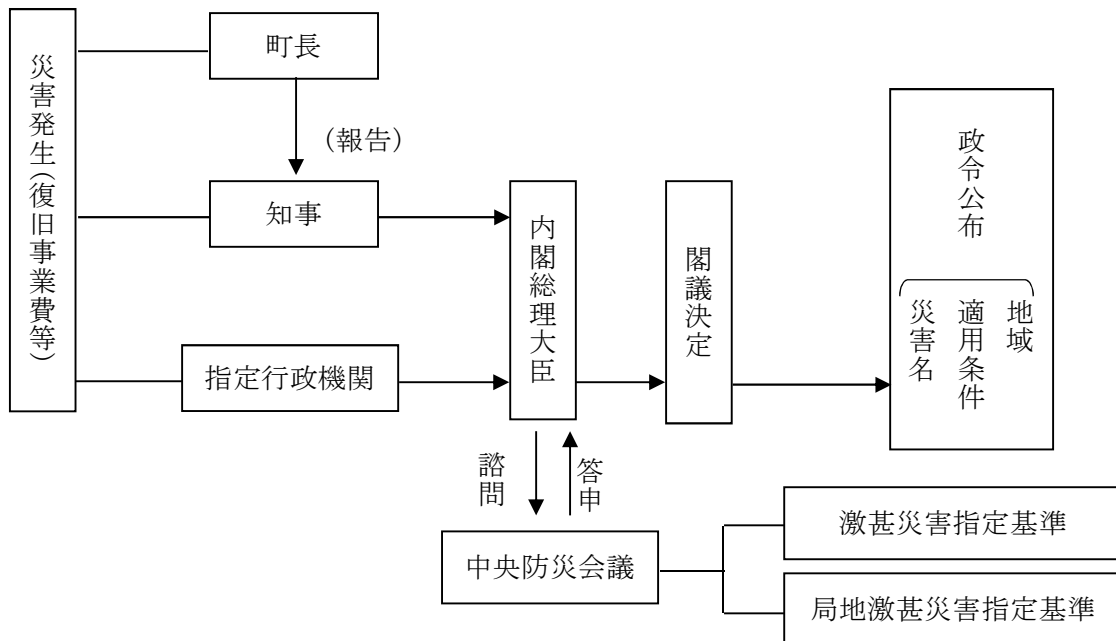 災害発生(復旧事業費等)
町長
(報告)
知事
指定行政機関
内閣総理大臣
諮問
答申
中央防災会議
閣議決定
政令公布
地域
適用条件
災害名
激甚災害指定基準
局地激甚災害指定基準